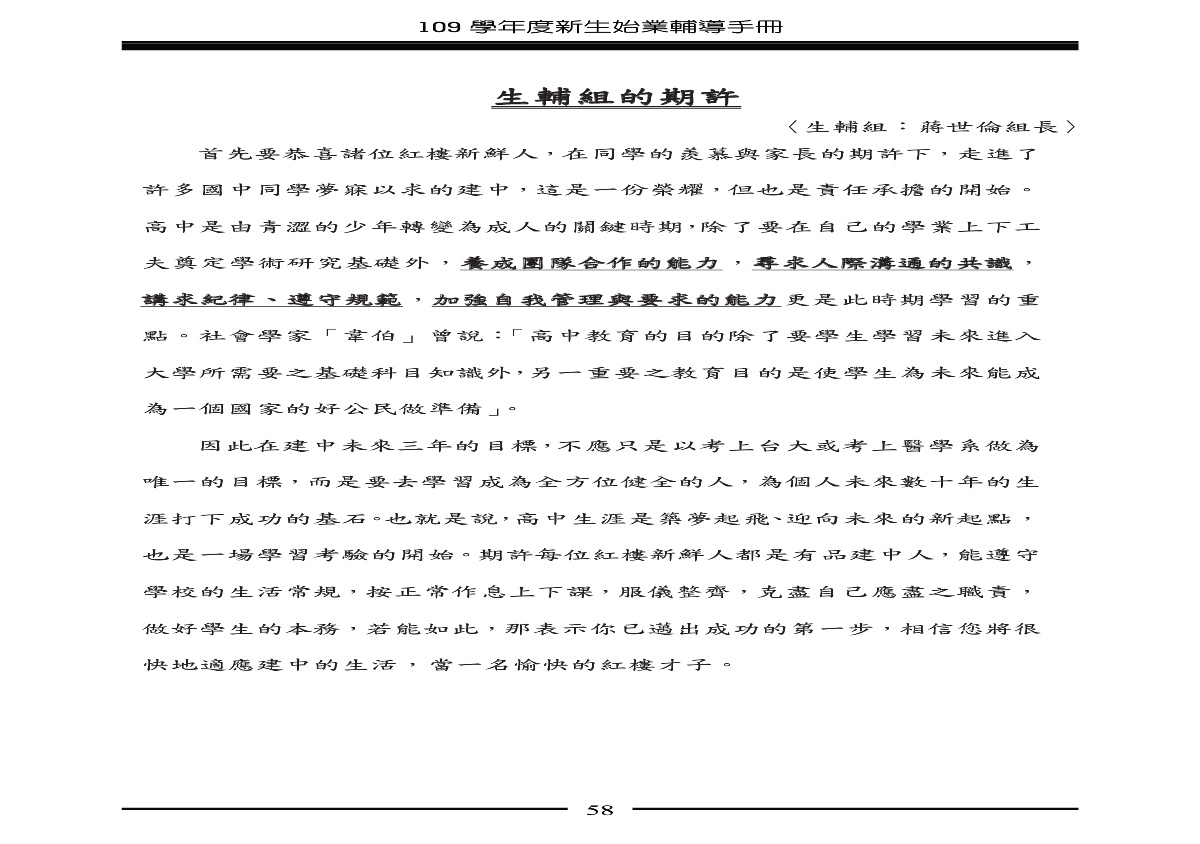 109 學年度新生始業輔導手冊
生輔組的期許
〈生輔組：蔣世倫組長〉
首先要恭喜諸位紅樓新鮮人，在同學的羨慕與家長的期許下，走進了
許多國中同學夢寐以求的建中，這是一份榮耀，但也是責任承擔的開始。
高中是由青澀的少年轉變為成人的關鍵時期，除了要在自己的學業上下工
夫奠定學術研究基礎外，養成團隊合作的能力，尋求人際溝通的共識，
講求紀律、遵守規範，加強自我管理與要求的能力更是此時期學習的重
點。社會學家「韋伯」曾說：「高中教育的目的除了要學生學習未來進入
大學所需要之基礎科目知識外，另一重要之教育目的是使學生為未來能成
為一個國家的好公民做準備」。
因此在建中未來三年的目標，不應只是以考上台大或考上醫學系做為
唯一的目標，而是要去學習成為全方位健全的人，為個人未來數十年的生
涯打下成功的基石。也就是說，高中生涯是築夢起飛、迎向未來的新起點，
也是一場學習考驗的開始。期許每位紅樓新鮮人都是有品建中人，能遵守
學校的生活常規，按正常作息上下課，服儀整齊，克盡自己應盡之職責，
做好學生的本務，若能如此，那表示你已邁出成功的第一步，相信您將很
快地適應建中的生活，當一名愉快的紅樓才子。
58